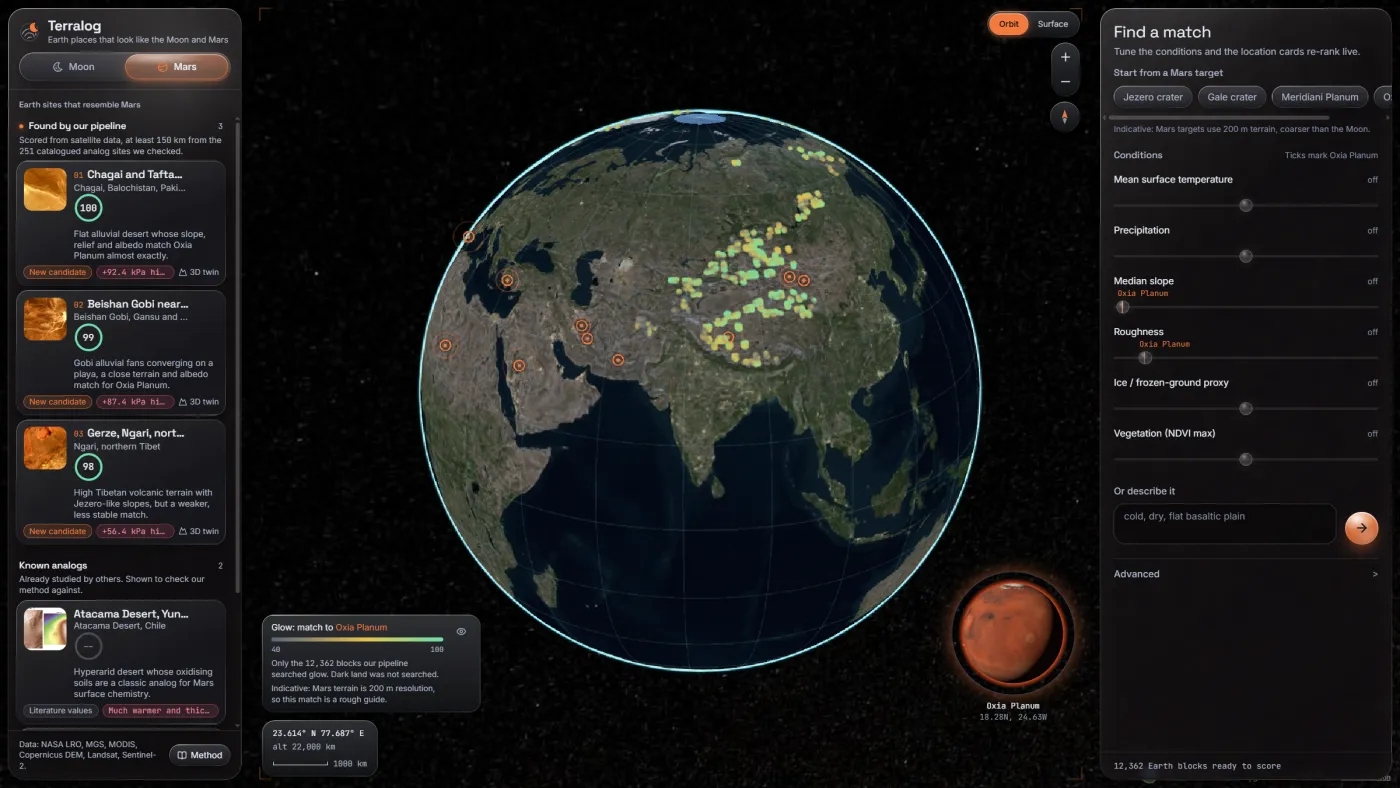 Terralog
Earth places that look like the Moon and Mars
Moon
Mars
Earth sites that resemble Mars
Found by our pipeline 3
Scored from satellite data, at least 150 km from the
251 catalogued analog sites we checked.
01 Chagai and Tafta...
Chagai, Balochistan, Paki...
100
Flat alluvial desert whose slope,
relief and albedo match Oxia
Planum almost exactly.
New candidate +92.4 kPa hi... 3D twin
02 Beishan Gobi near...
Beishan Gobi, Gansu and ...
99
Gobi alluvial fans converging on a
playa, a close terrain and albedo
match for Oxia Planum.
New candidate +87.4 kPa hi... 3D twin
03 Gerze, Ngari, nort...
Ngari, northern Tibet
98
High Tibetan volcanic terrain with
Jezero-like slopes, but a weaker,
less stable match.
New candidate +56.4 kPa hi... 3D twin
Known analogs 2
Already studied by others. Shown to check our
method against.
Atacama Desert, Yun...
Atacama Desert, Chile
--
Hyperarid desert whose oxidising
soils are a classic analog for Mars
surface chemistry.
Literature values Much warmer and thic...
Data: NASA LRO, MGS, MODIS,
Copernicus DEM, Landsat, Sentinel-
2.
Method
Orbit Surface
+
−
Glow: match to Oxia Planum
40 100
Only the 12,362 blocks our pipeline
searched glow. Dark land was not searched.
Indicative: Mars terrain is 200 m resolution,
so this match is a rough guide.
23.614° N 77.687° E
alt 22,000 km
1000 km
Oxia Planum
18.28N, 24.63W
Find a match
Tune the conditions and the location cards re-rank live.
Start from a Mars target
Jezero crater Gale crater Meridiani Planum
Indicative: Mars targets use 200 m terrain, coarser than the Moon.
Conditions Ticks mark Oxia Planum
Mean surface temperature off
Precipitation off
Median slope off
Oxia Planum
Roughness off
Oxia Planum
Ice / frozen-ground proxy off
Vegetation (NDVI max) off
Or describe it
cold, dry, flat basaltic plain
Advanced >
12,362 Earth blocks ready to score